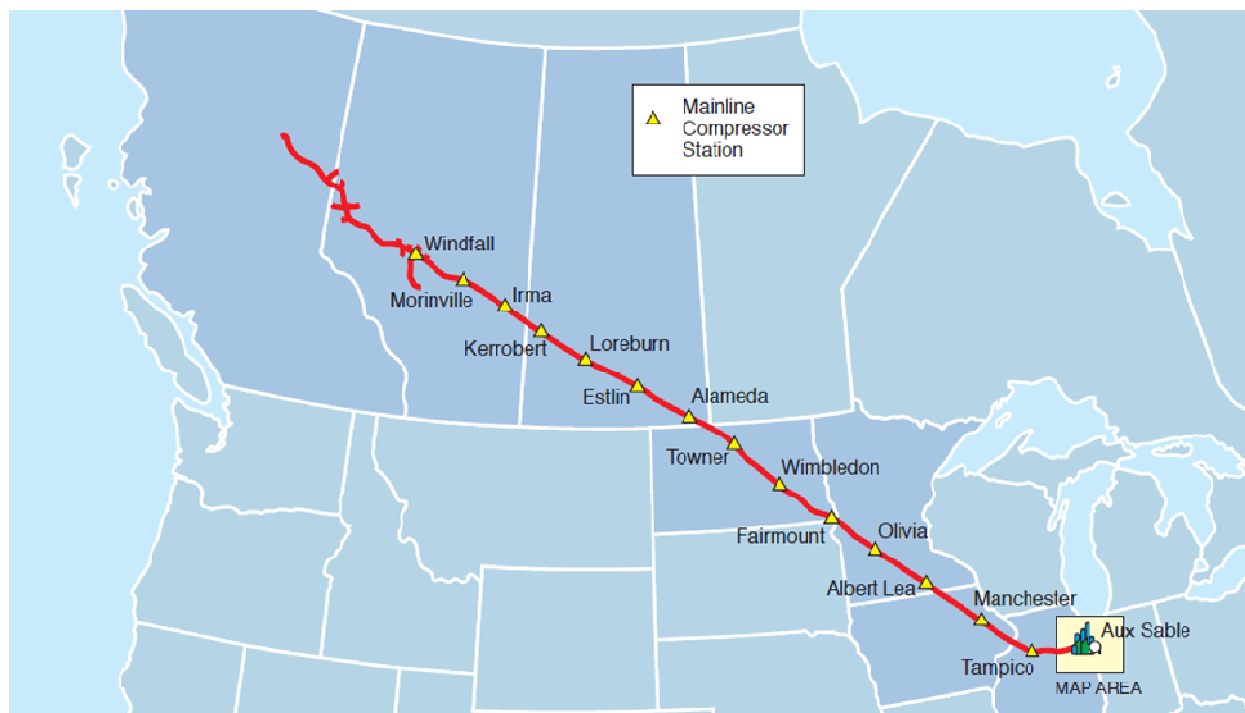 Mainline
Compressor
Station
Windfall
Morinville
Irma
Kerrobert
Loreburn
Estlin
Alameda
Towner
Wimbledon
Fairmount
Olivia
Albert Lea
Manchester
Aux Sable
Tampico
MAP AREA